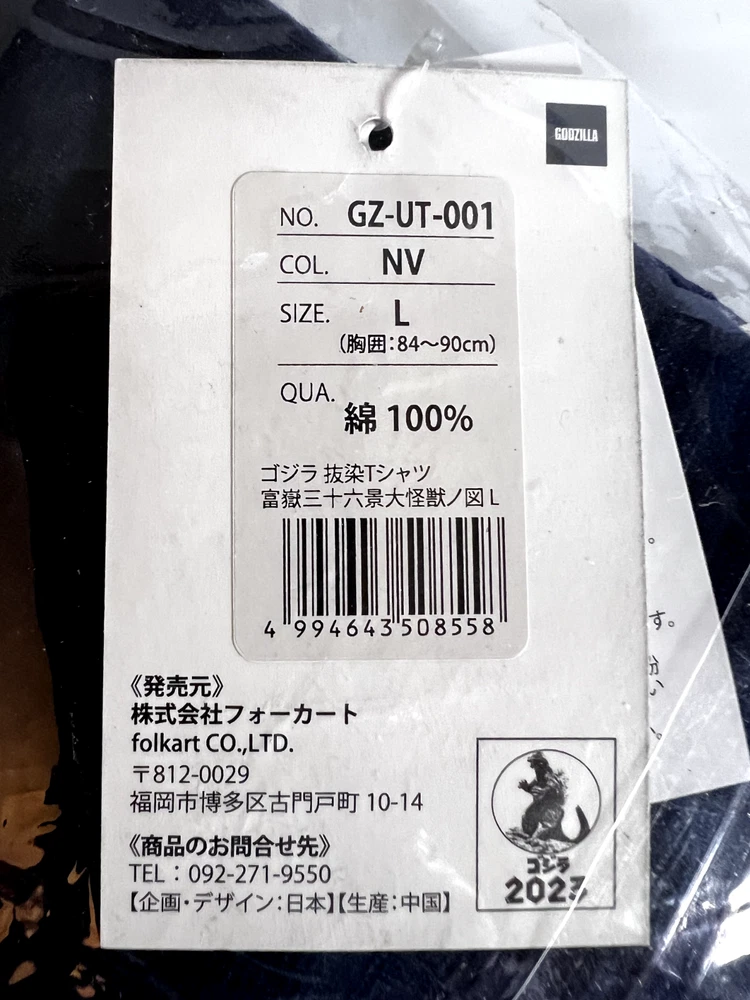 GODZILLA
NO. GZ-UT-001
COL. NV
SIZE. L
(胸囲:84～90cm)
QUA. 綿 100%
ゴジラ 抜染Tシャツ
富嶽三十六景大怪獣ノ図 L
4 994643 508558
《発売元》
株式会社フォーカート
folkart CO.,LTD.
〒812-0029
福岡市博多区古門戸町 10-14
《商品のお問合せ先》
TEL：092-271-9550
【企画・デザイン：日本】【生産：中国】
ゴジラ
2023
。
す。